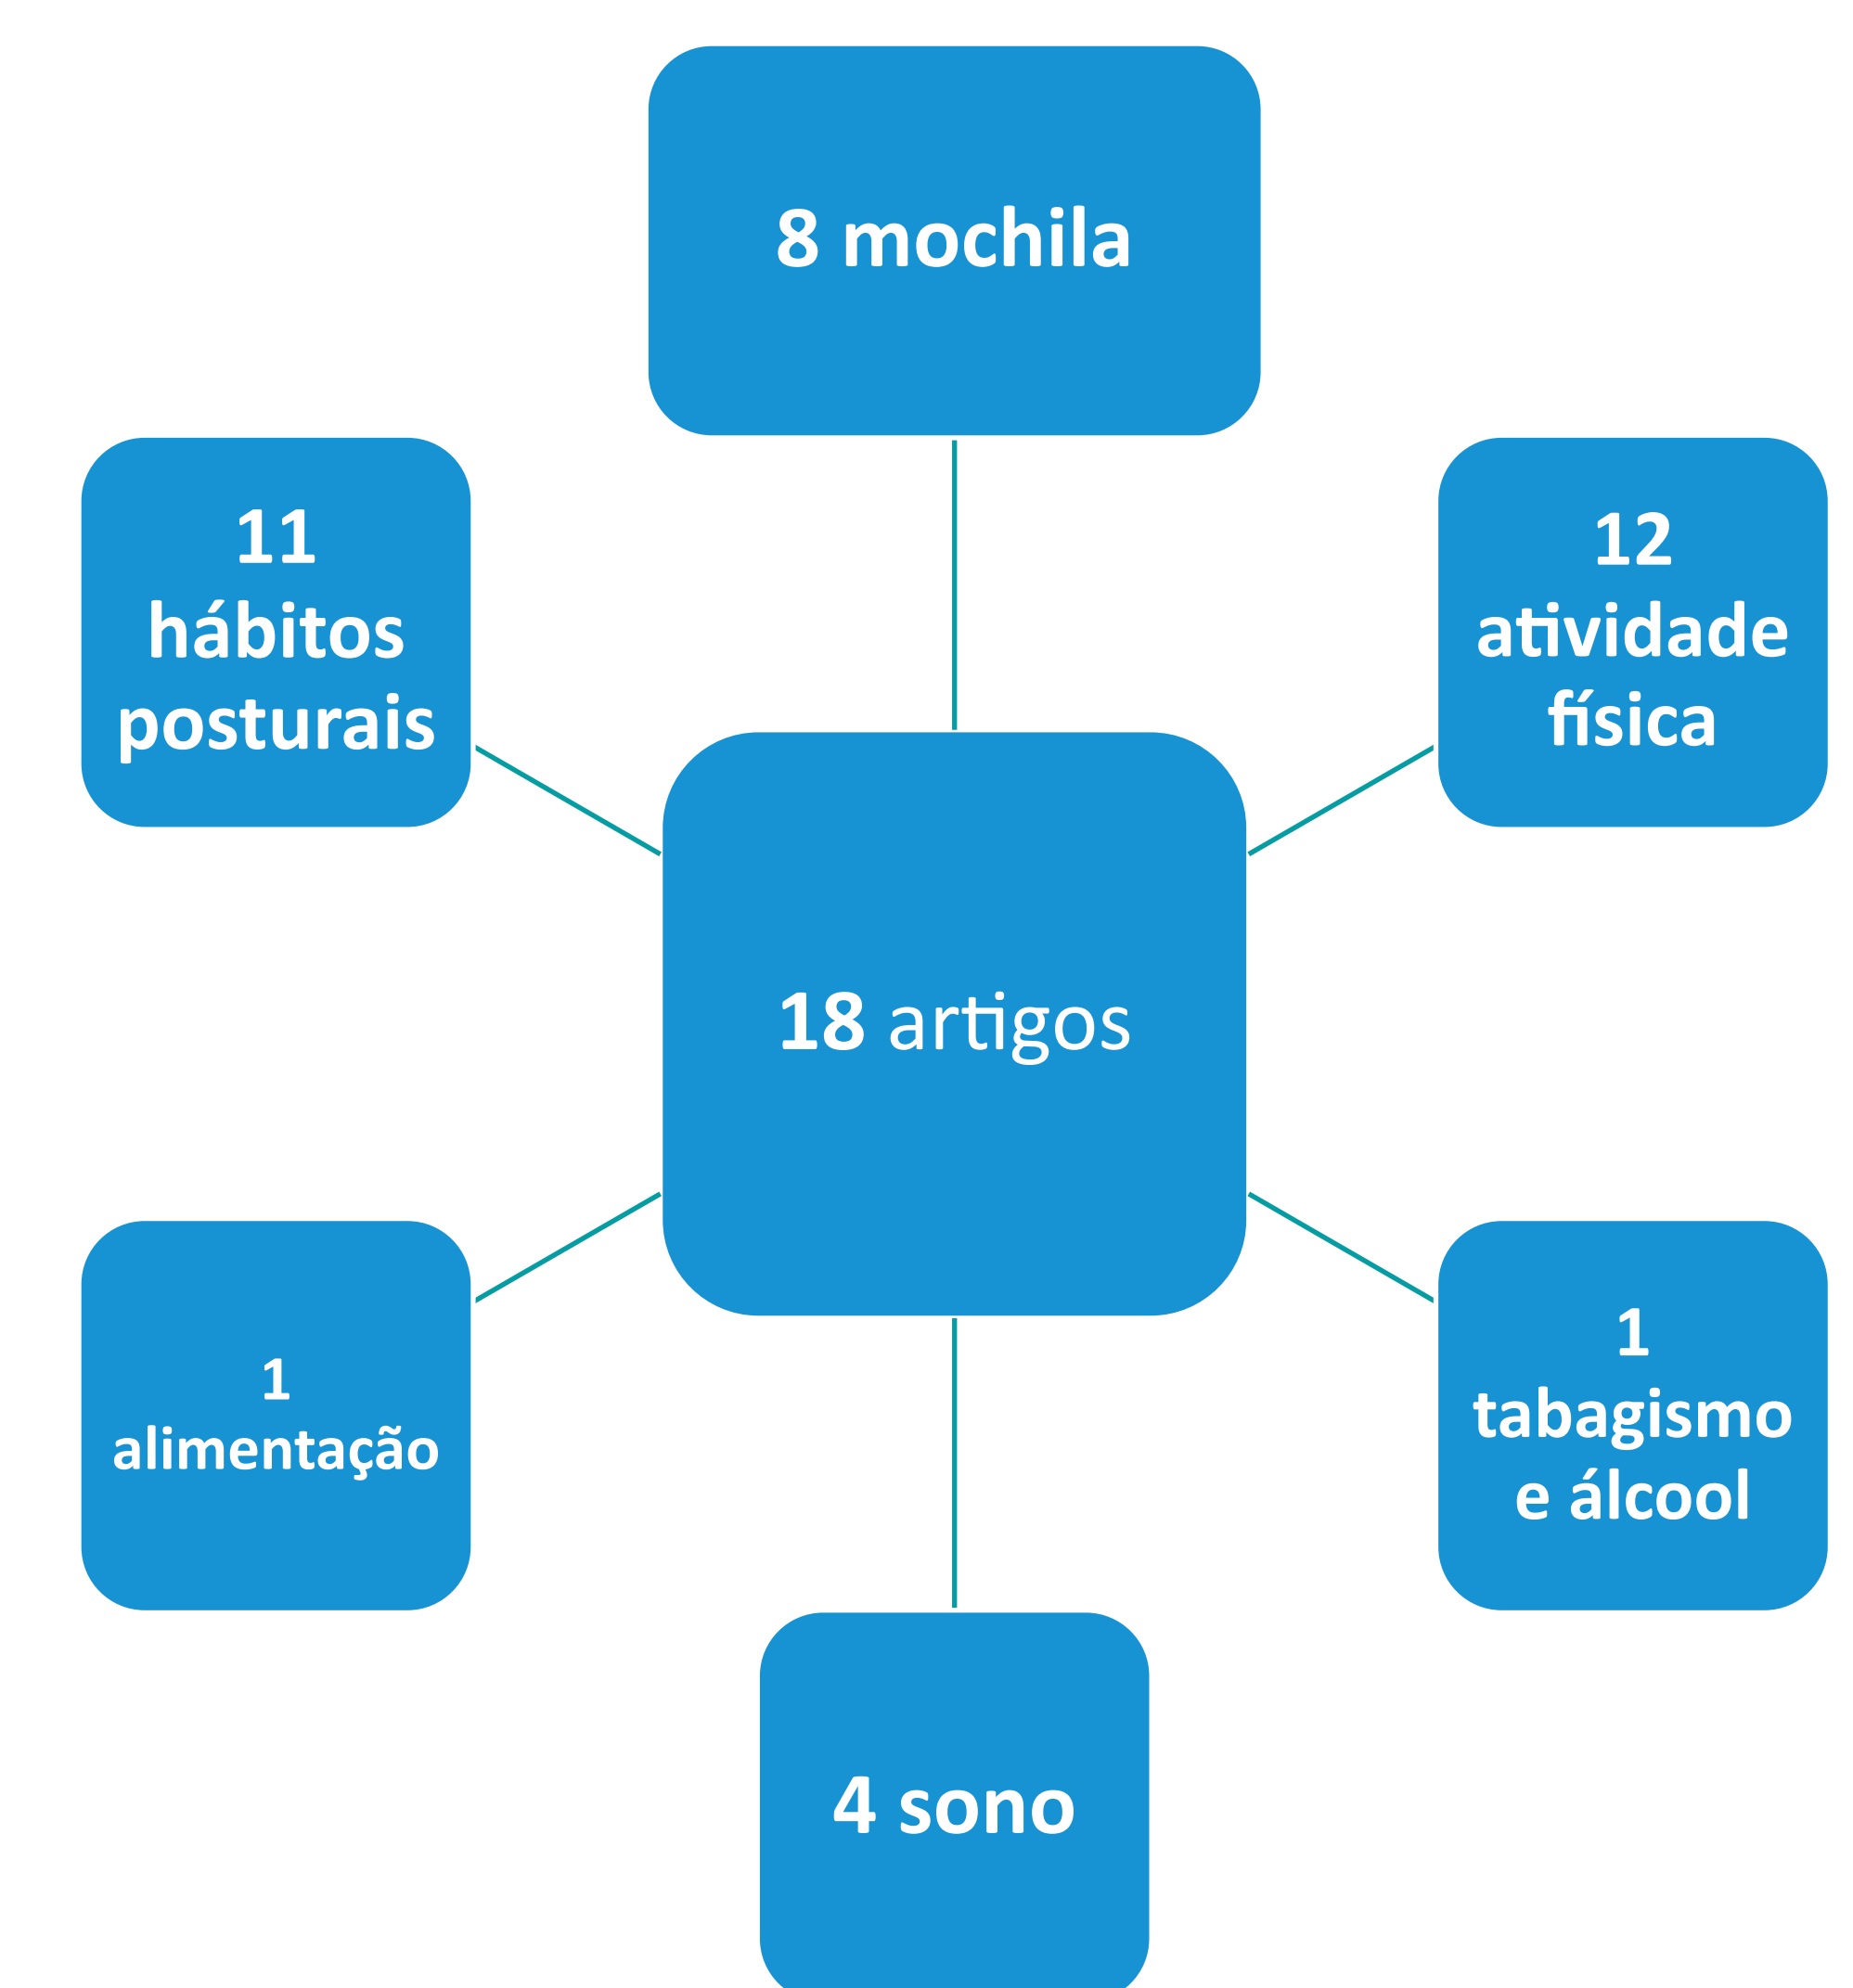 8 mochila
11
hábitos
posturais
12
atividade
física
18 artigos
1
alimentação
1
tabagismo
e álcool
4 sono